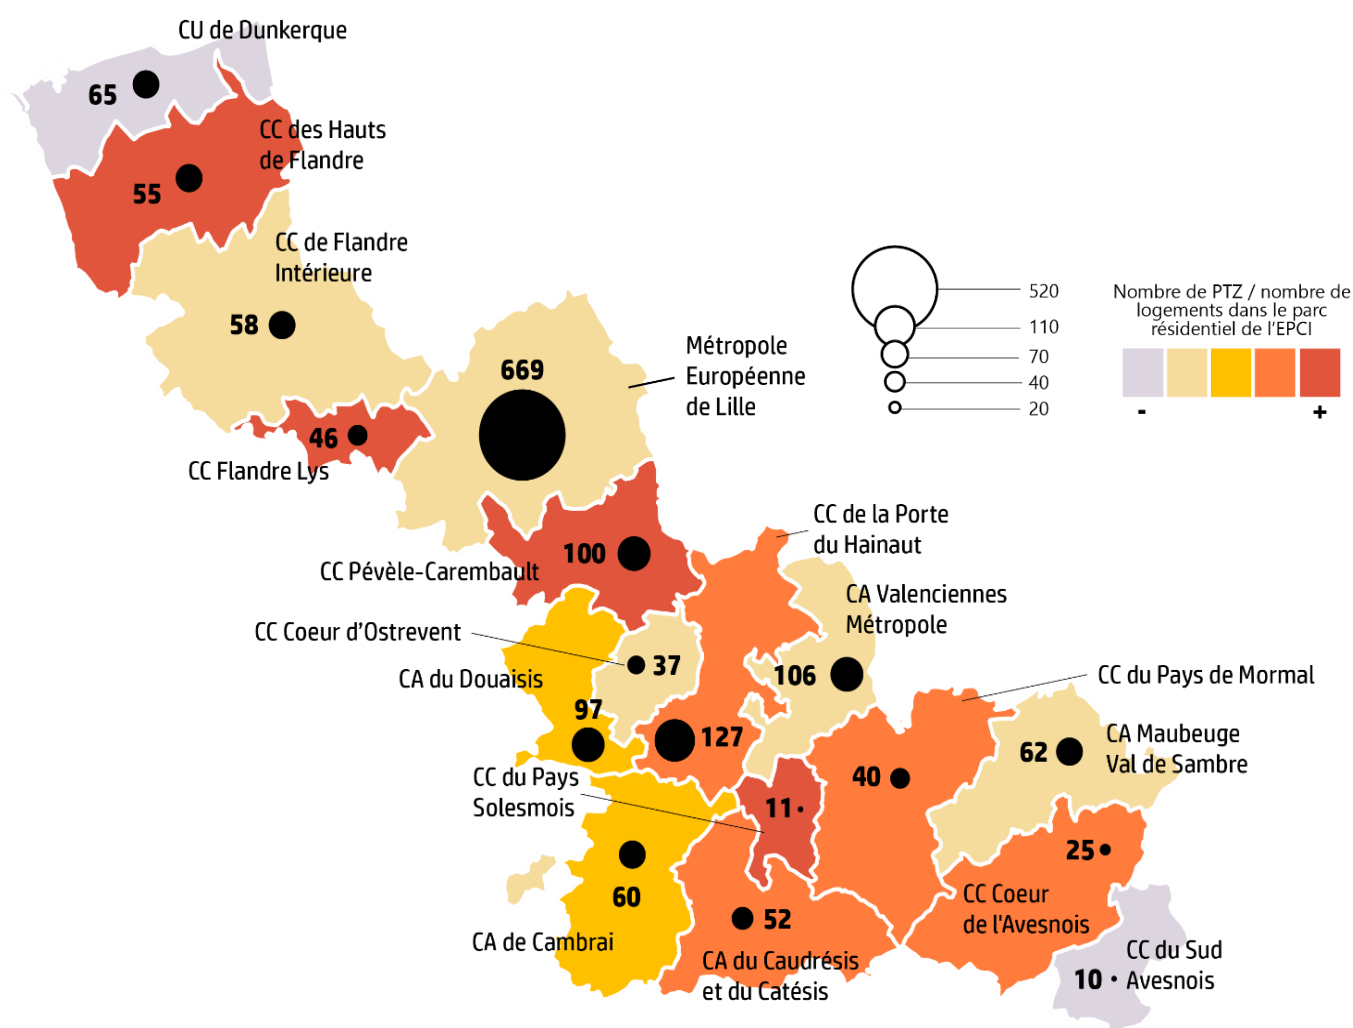 CU de Dunkerque
65
CC des Hauts
de Flandre
55
CC de Flandre
Intérieure
58
669
Métropole
Européenne
de Lille
46
CC Flandre Lys
520
110
70
40
20
Nombre de PTZ / nombre de
logements dans le parc
résidentiel de l'EPCI
- +
CC de la Porte
du Hainaut
100
CC Pévèle-Carembault
CA Valenciennes
Métropole
CC Coeur d'Ostrevent
37
106
CA du Douaisis
CC du Pays de Mormal
97
127
CA Maubeuge
Val de Sambre
62
CC du Pays
Solesmois
40
11
25
60
CC Coeur
de l'Avesnois
52
CA de Cambrai
CA du Caudrésis
et du Catésis
CC du Sud
Avesnois
10